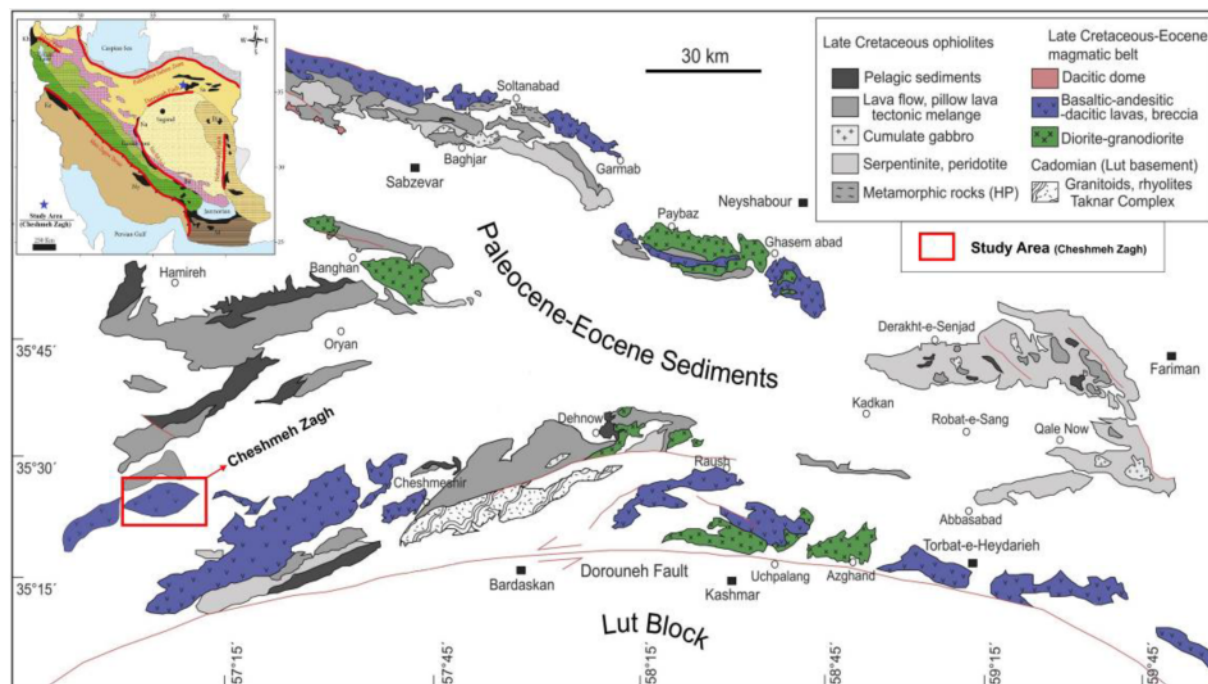 Caspian Sea
Sagand
Jazmorian
Study Area
(Cheshmeh Zagh)
Persian Gulf
250 Km
N
W
E
S
30 km
Late Cretaceous ophiolites
Pelagic sediments
Lava flow, pillow lava
tectonic melange
Cumulate gabbro
Serpentinite, peridotite
Metamorphic rocks (HP)
Late Cretaceous-Eocene
magmatic belt
Dacitic dome
Basaltic-andesitic
-dacitic lavas, breccia
Diorite-granodiorite
Cadomian (Lut basement)
Granitoids, rhyolites
Taknar Complex
Study Area (Cheshmeh Zagh)
Soltanabad
Baghjar
Sabzevar
Garmab
Neyshabour
Paybaz
Ghasem abad
Hamireh
Banghan
Oryan
Paleocene-Eocene Sediments
Derakht-e-Senjad
Fariman
Kadkan
Robat-e-Sang
Qale Now
35°45´
Cheshmeh Zagh
Dehnow
35°30´
Cheshmeshir
Raush
Abbasabad
Torbat-e-Heydarieh
35°15´
Bardaskan
Dorouneh Fault
Kashmar
Uchpalang
Azghand
Lut Block
57°15´
57°45´
58°15´
58°45´
59°15´
59°45´